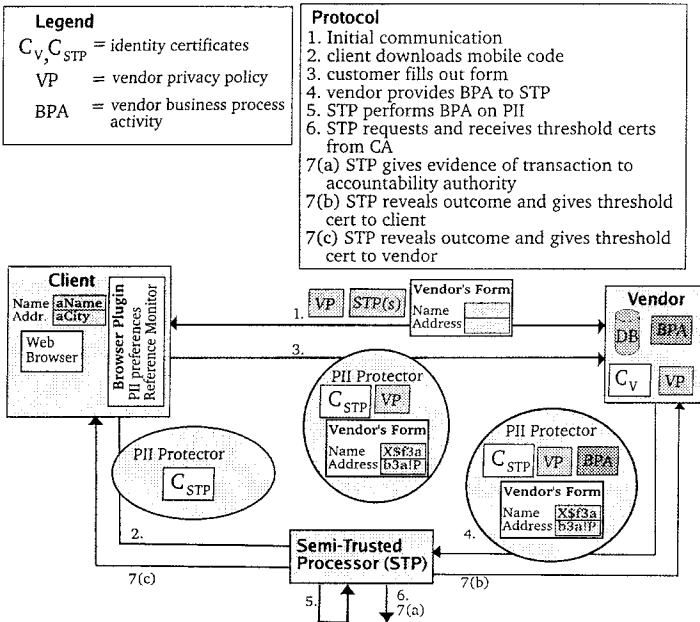 Legend
C_V, C_STP = identity certificates
VP = vendor privacy policy
BPA = vendor business process
activity
Protocol
1. Initial communication
2. client downloads mobile code
3. customer fills out form
4. vendor provides BPA to STP
5. STP performs BPA on PII
6. STP requests and receives threshold certs
from CA
7(a) STP gives evidence of transaction to
accountability authority
7(b) STP reveals outcome and gives threshold
cert to client
7(c) STP reveals outcome and gives threshold
cert to vendor
Client
Name aName
Addr. aCity
Web
Browser
Browser Plugin
PII preferences
Reference Monitor
1.
VP
STP(s)
Vendor's Form
Name
Address
Vendor
DB
BPA
C_V
VP
3.
PII Protector
C_STP
VP
Vendor's Form
Name X$f3a
Address b3a!P
PII Protector
C_STP
PII Protector
C_STP
VP
BPA
Vendor's Form
Name X$f3a
Address b3a!P
2.
4.
Semi-Trusted
Processor (STP)
7(c)
7(b)
5.
6.
7(a)